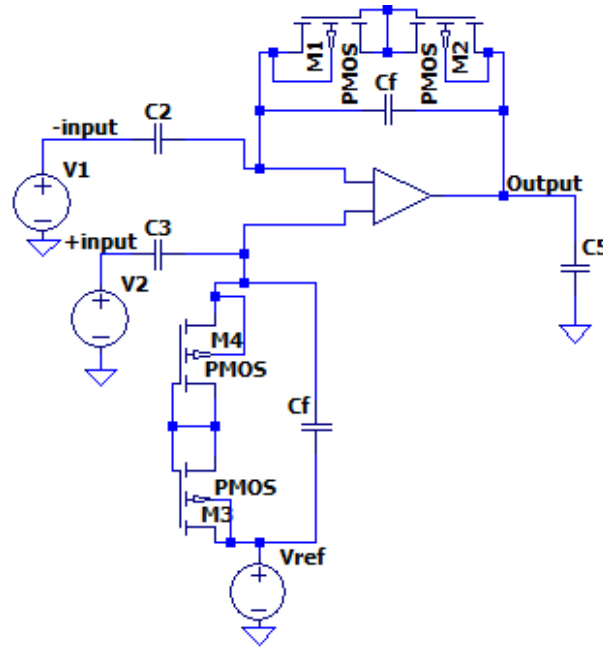 M1
PMOS
Cf
PMOS
M2
C2
-input
V1
C3
+input
V2
Output
C5
M4
PMOS
Cf
PMOS
M3
Vref